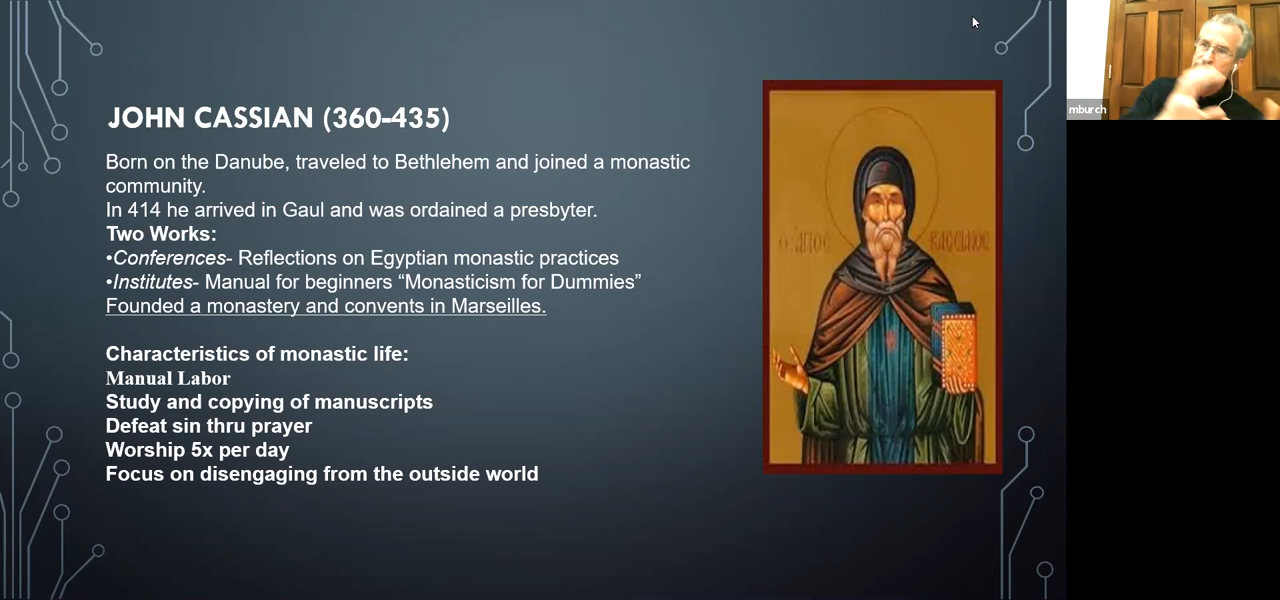 JOHN CASSIAN (360-435)
Born on the Danube, traveled to Bethlehem and joined a monastic
community.
In 414 he arrived in Gaul and was ordained a presbyter.
Two Works:
•Conferences- Reflections on Egyptian monastic practices
•Institutes- Manual for beginners “Monasticism for Dummies”
Founded a monastery and convents in Marseilles.
Characteristics of monastic life:
Manual Labor
Study and copying of manuscripts
Defeat sin thru prayer
Worship 5x per day
Focus on disengaging from the outside world
mburch